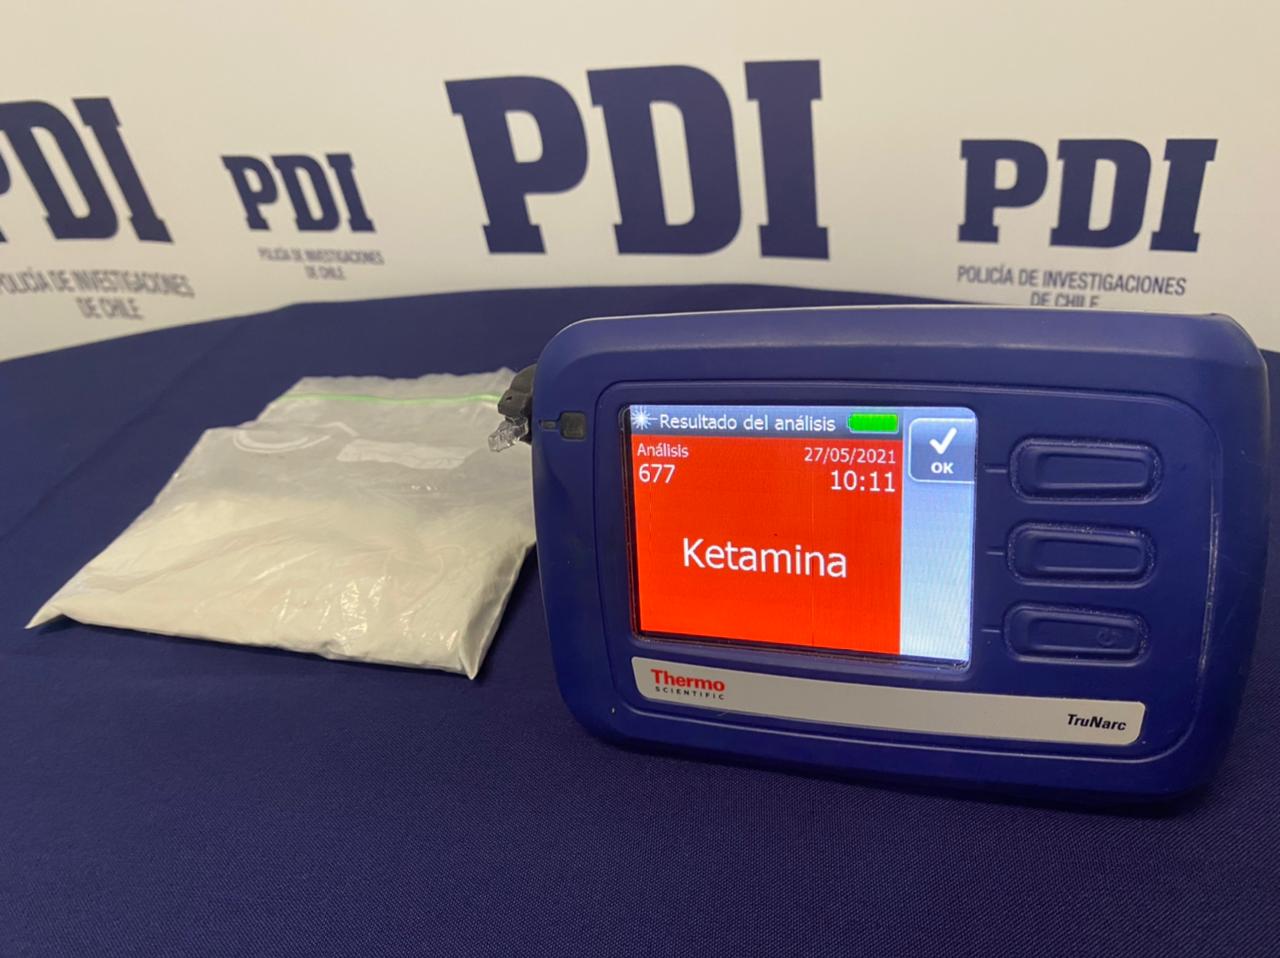 PDI
POLICÍA DE INVESTIGACIONES
DE CHILE
PDI
POLICÍA DE INVESTIGACIONES
DE CHILE
PDI
PDI
POLICÍA DE INVESTIGACIONES
DE CHILE
Resultado del análisis
OK
Análisis 27/05/2021
677 10:11
Ketamina
Thermo
SCIENTIFIC
TruNarc